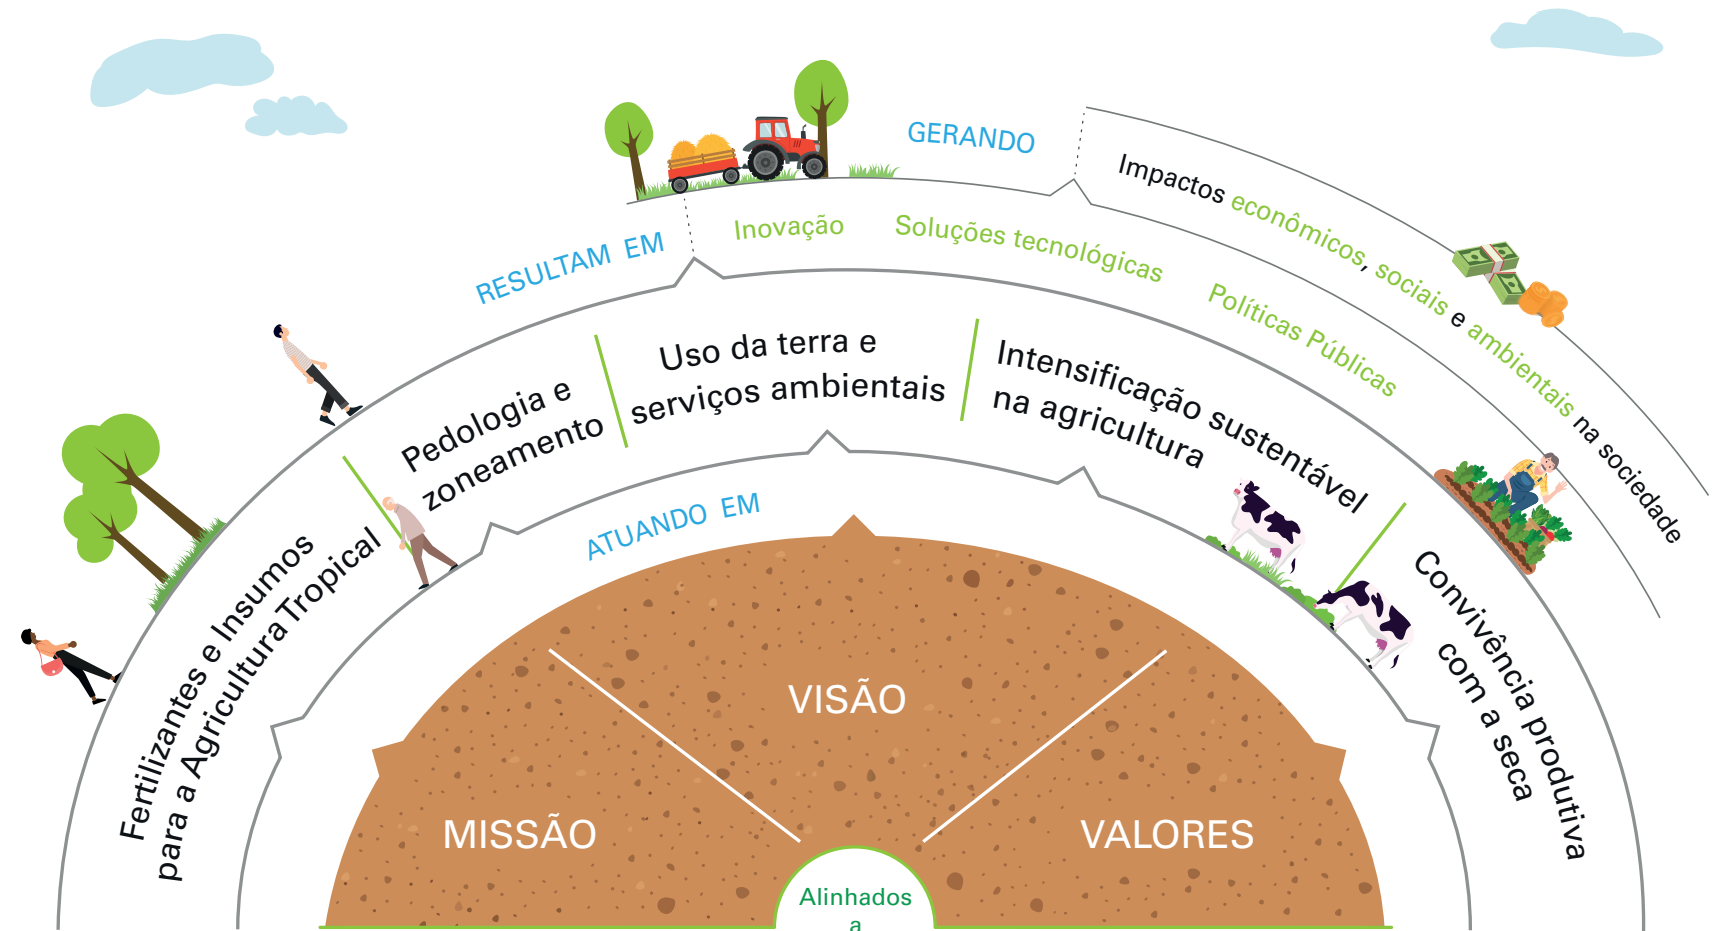 GERANDO
Impactos econômicos, sociais e ambientais na sociedade
RESULTAM EM
Inovação
Soluções tecnológicas
Políticas Públicas
Fertilizantes e Insumos
para a Agricultura Tropical
Pedologia e
zoneamento
Uso da terra e
serviços ambientais
Intensificação sustentável
na agricultura
Convivência produtiva
com a seca
ATUANDO EM
MISSÃO
VISÃO
VALORES
Alinhados
a